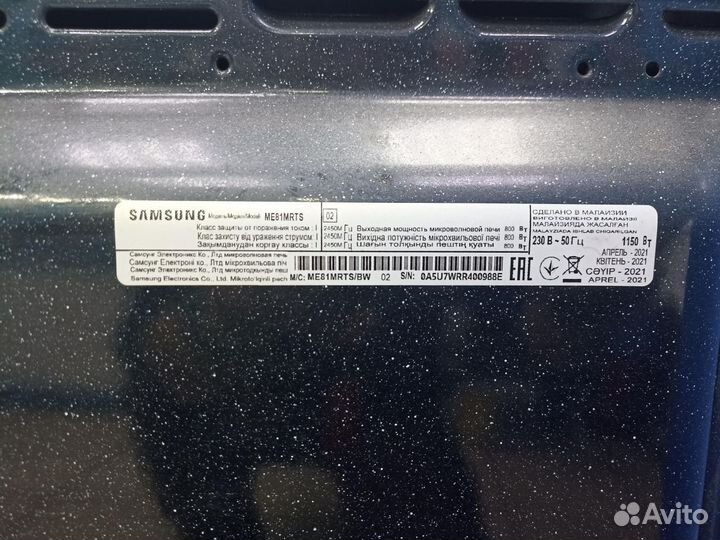 SAMSUNG Модель/Модель/Model: ME81MRTS 02
Класс защиты от поражения током : I 2450М Гц Выходная мощность микроволновой печи 800 Вт
Клас захисту від ураження струмом : I 2450М Гц Вихідна потужність мікрохвильової печі 800 Вт
Зақымданудан қорғау классы : I 2450М Гц Шағын толқынды пештең қуаты 800 Вт
СДЕЛАНО В МАЛАЙЗИИ
ВИГОТОВЛЕНО В МАЛАЙЗІЇ
МАЛАЙЗИЯДА ЖАСАЛҒАН
MALAYZIADA ISHLAB CHIQARILGAN
230 В ~ 50 Гц 1150 Вт
Самсунг Электроникс Ко., Лтд микроволновая печь
Самсунг Електронікс Ко., Лтд мікрохвильова піч
Самсунг Электроникс Ко., Лтд
Samsung Electronics Co., Ltd. Mikroto'lqinli pech
M/C: ME81MRTS/BW 02 S/N: 0A5U7WRR400988E
EAC
АПРЕЛЬ - 2021
КВІТЕНЬ - 2021
СӘУІР - 2021
APREL - 2021
Avito